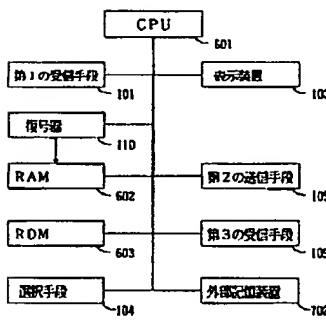 CPU
601
第1の受信手段
101
表示装置
103
復号器
110
RAM
602
第2の送信手段
105
RDM
603
第3の受信手段
105
選択手段
104
外部記憶装置
702